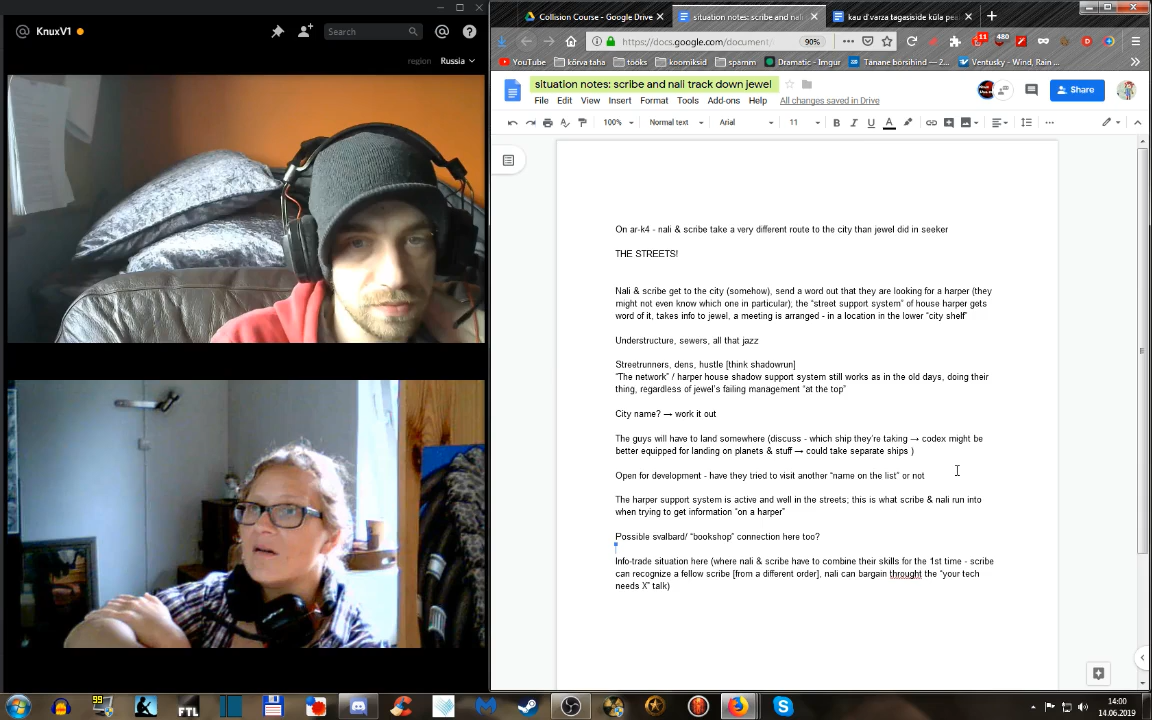 KnuxV1
Search
region Russia
Collision Course - Google Drive
situation notes: scribe and nali
kau d'varza tagasiside küla peal
https://docs.google.com/document/
90%
11
480
YouTube
kõrva taha
tööks
koomiksid
spämm
Dramatic - Imgur
Tänane börsihind — 2...
Ventusky - Wind, Rain ...
situation notes: scribe and nali track down jewel
File Edit View Insert Format Tools Add-ons Help All changes saved in Drive
Share
100% Normal text Arial 11
On ar-k4 - nali & scribe take a very different route to the city than jewel did in seeker
THE STREETS!
Nali & scribe get to the city (somehow), send a word out that they are looking for a harper (they
might not even know which one in particular); the “street support system” of house harper gets
word of it, takes info to jewel, a meeting is arranged - in a location in the lower “city shelf”
Understructure, sewers, all that jazz
Streetrunners, dens, hustle [think shadowrun]
“The network” / harper house shadow support system still works as in the old days, doing their
thing, regardless of jewel’s failing management “at the top”
City name? → work it out
The guys will have to land somewhere (discuss - which ship they’re taking → codex might be
better equipped for landing on planets & stuff → could take separate ships )
Open for development - have they tried to visit another “name on the list” or not
The harper support system is active and well in the streets; this is what scribe & nali run into
when trying to get information “on a harper”
Possible svalbard/ “bookshop” connection here too?
Info-trade situation here (where nali & scribe have to combine their skills for the 1st time - scribe
can recognize a fellow scribe [from a different order], nali can bargain throught the “your tech
needs X” talk)
99
FTL
14:00
14.06.2019